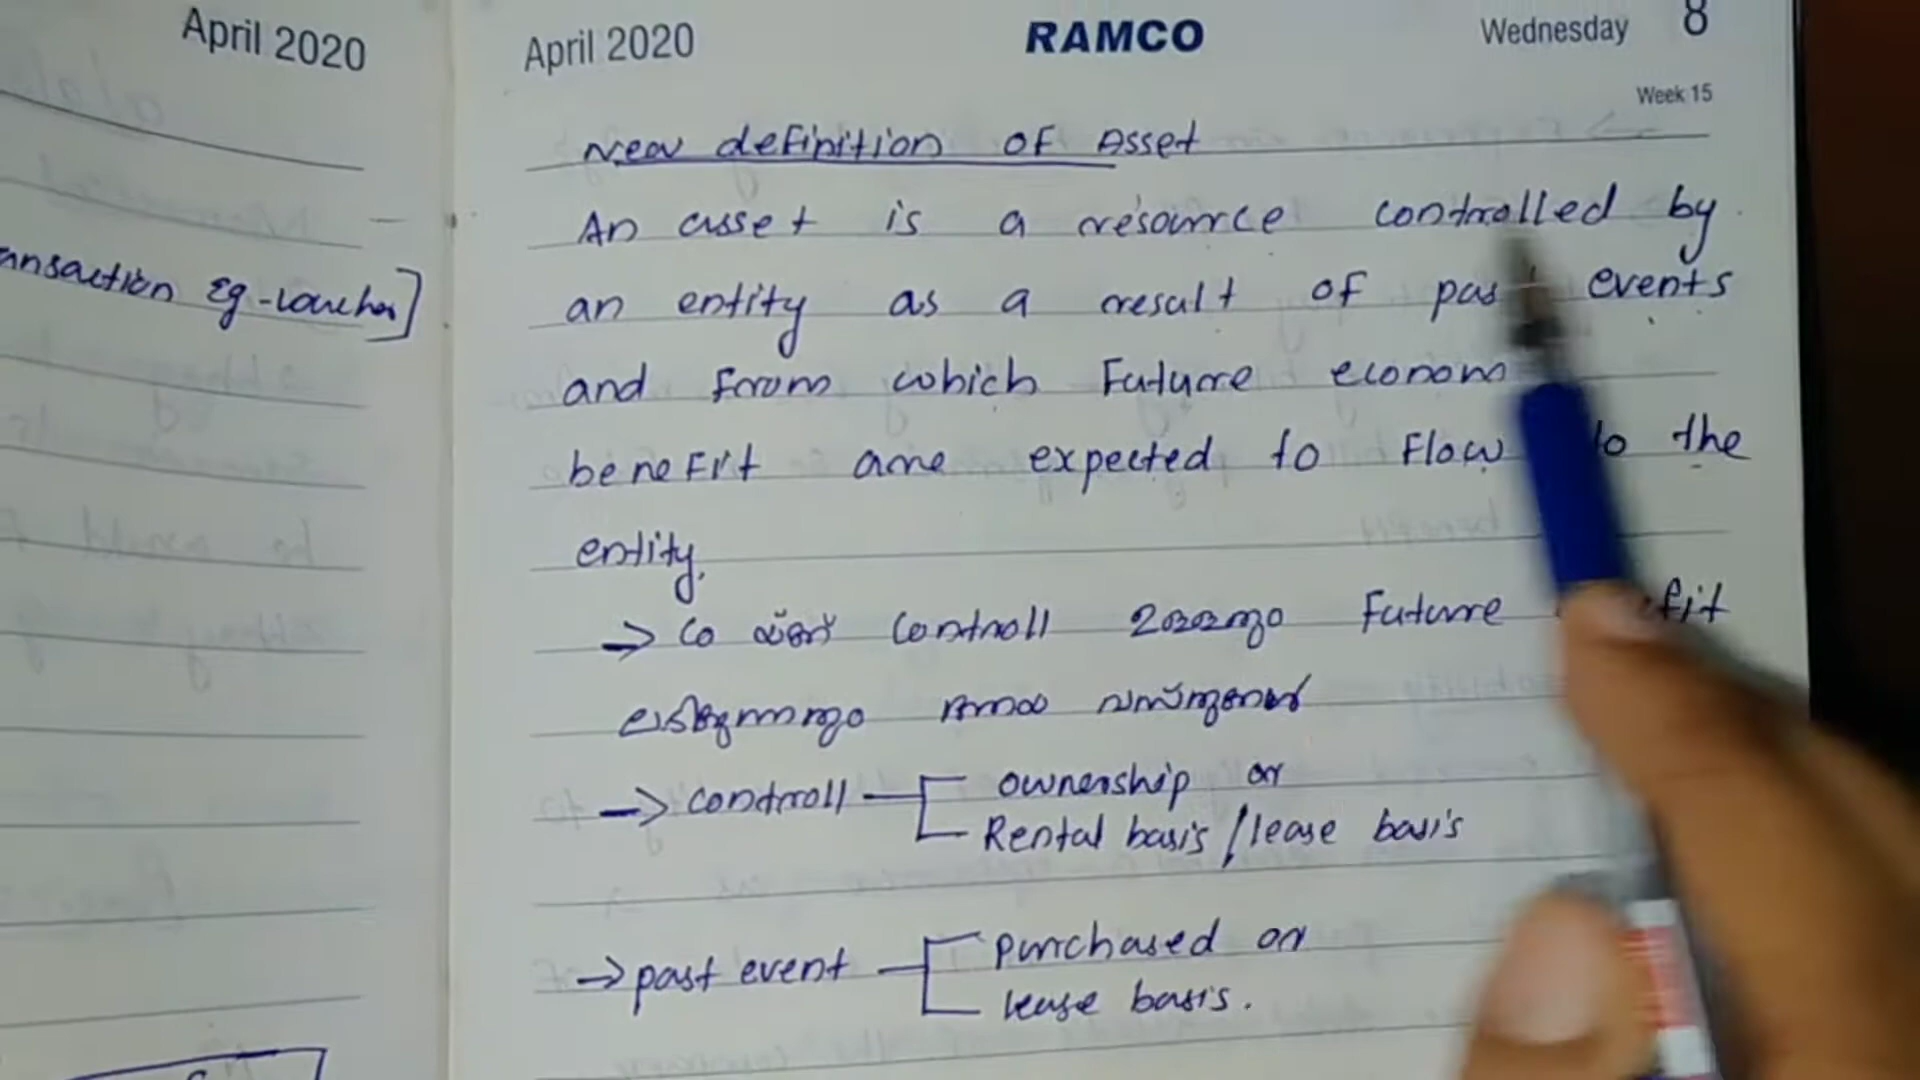 April 2020
ansaction Eg-voucher]
April 2020 RAMCO Wednesday 8
Week 15
New definition of Asset
An asset is a resource controlled by
an entity as a result of past events
and from which Future econom
benefit are expected to Flow to the
entity.
→ Co controll Future fit
→ controll ownership or
Rental basis / lease basis
→ past event purchased or
lease basis.